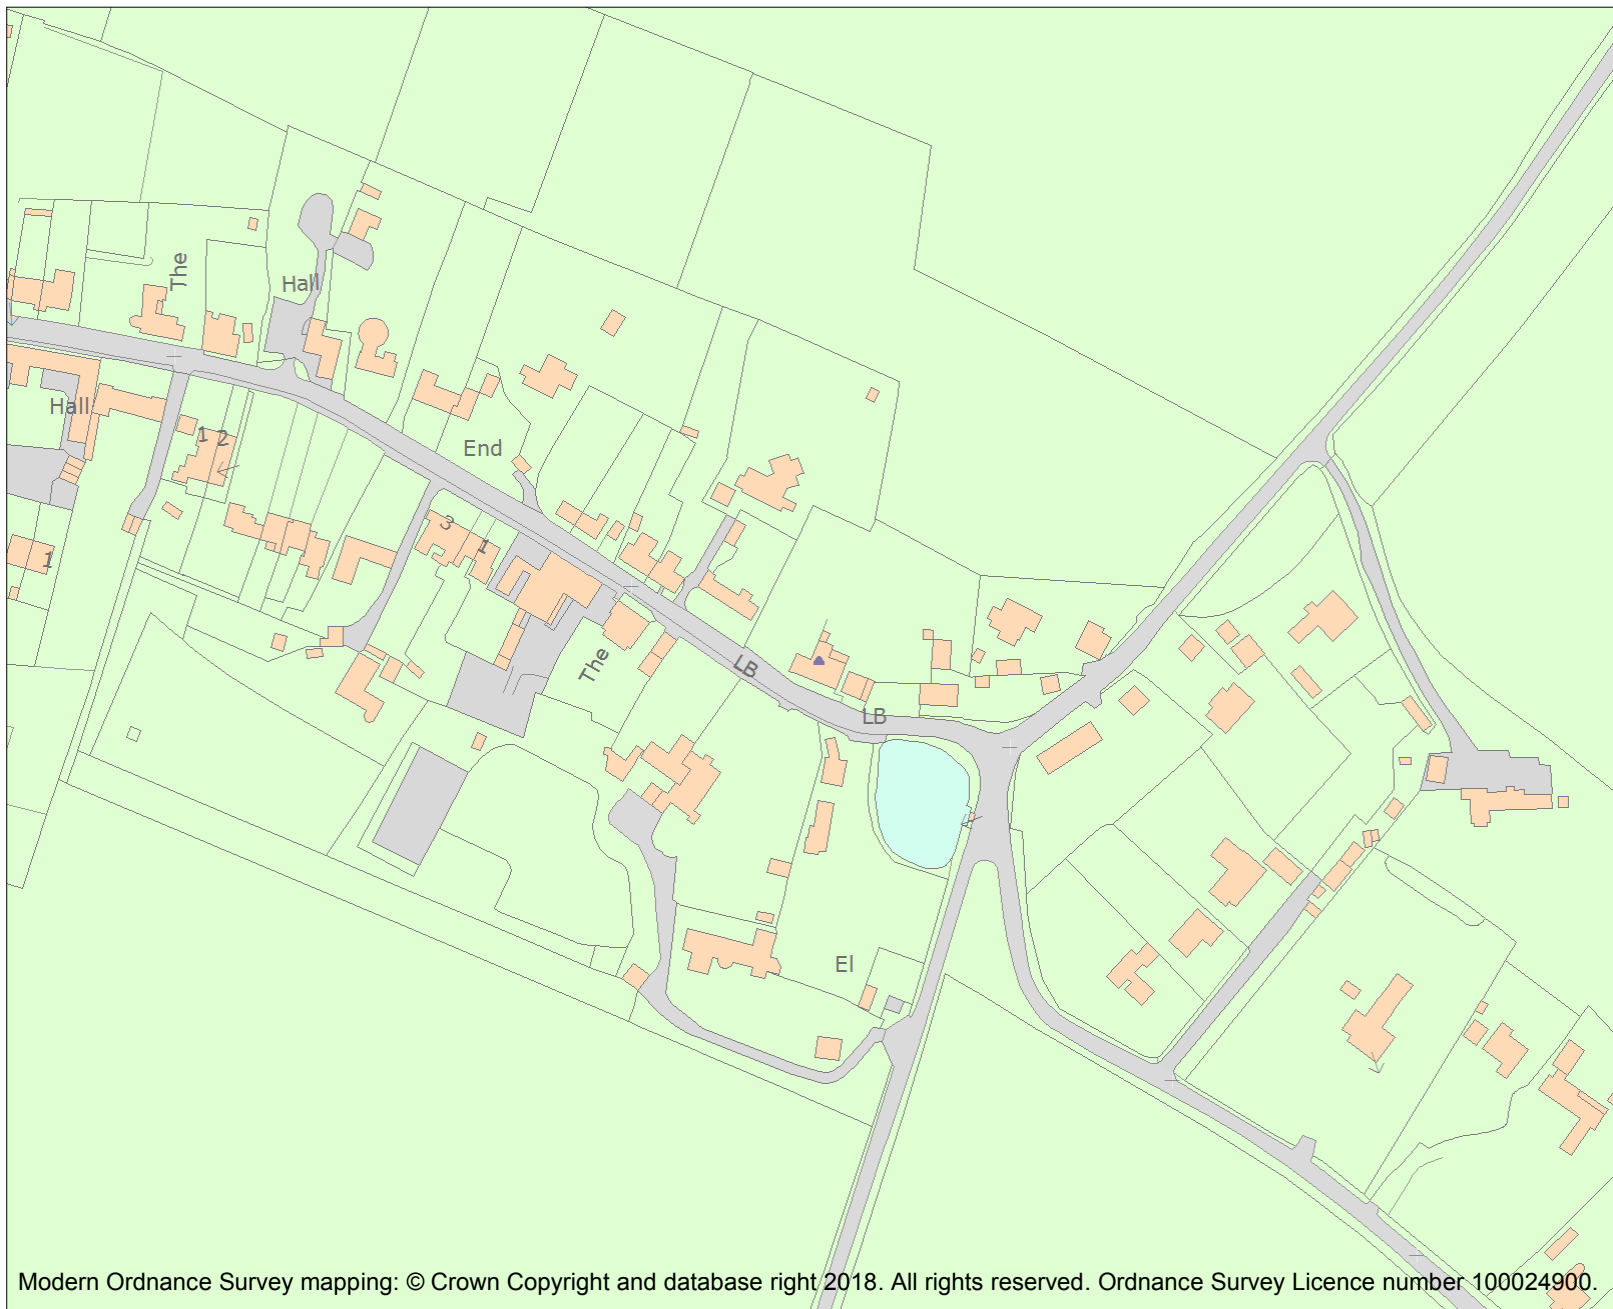 The
Hall
Hall
1 2
End
3
1
1
The
LB
LB
El
Modern Ordnance Survey mapping: © Crown Copyright and database right 2018. All rights reserved. Ordnance Survey Licence number 100024900.